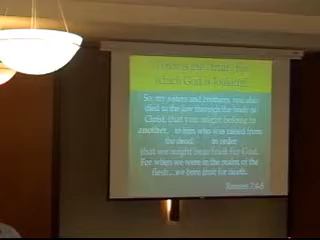 which God is looking?
So, my sisters and brothers, you also
died to the law through the body of
Christ, that you might belong to
another, to him who was raised from
the dead, in order
that we might bear fruit for God.
For when we were in the realm of the
flesh...we bore fruit for death.
Romans 7:4-6